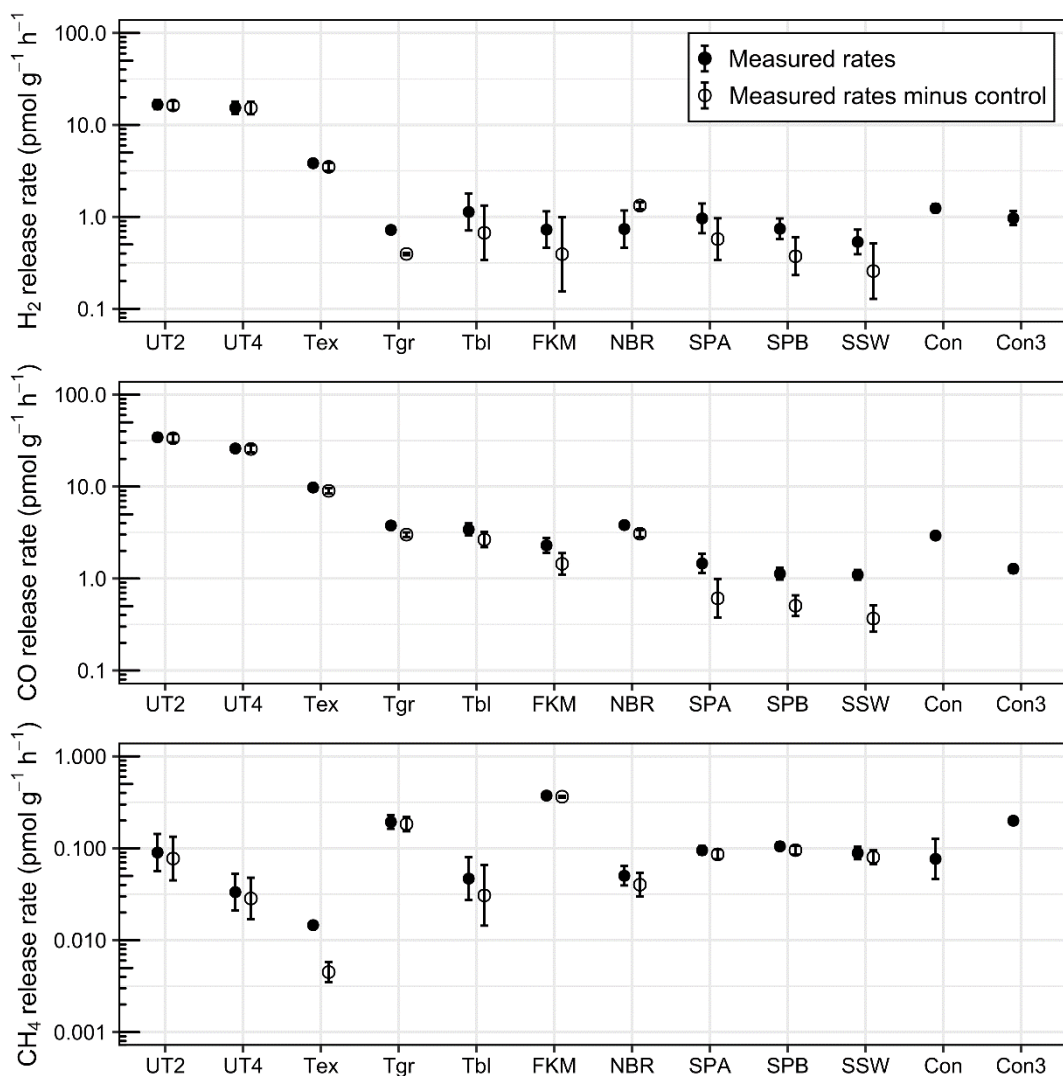 H₂ release rate (pmol g⁻¹ h⁻¹)
100.0
10.0
1.0
0.1
Measured rates
Measured rates minus control
UT2 UT4 Tex Tgr Tbl FKM NBR SPA SPB SSW Con Con3
CO release rate (pmol g⁻¹ h⁻¹)
100.0
10.0
1.0
0.1
UT2 UT4 Tex Tgr Tbl FKM NBR SPA SPB SSW Con Con3
CH₄ release rate (pmol g⁻¹ h⁻¹)
1.000
0.100
0.010
0.001
UT2 UT4 Tex Tgr Tbl FKM NBR SPA SPB SSW Con Con3